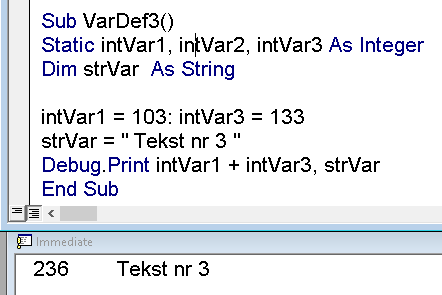 Sub VarDef3()
Static intVar1, intVar2, intVar3 As Integer
Dim strVar  As String
intVar1 = 103: intVar3 = 133
strVar = " Tekst nr 3 "
Debug.Print intVar1 + intVar3, strVar
End Sub
Immediate
236 Tekst nr 3